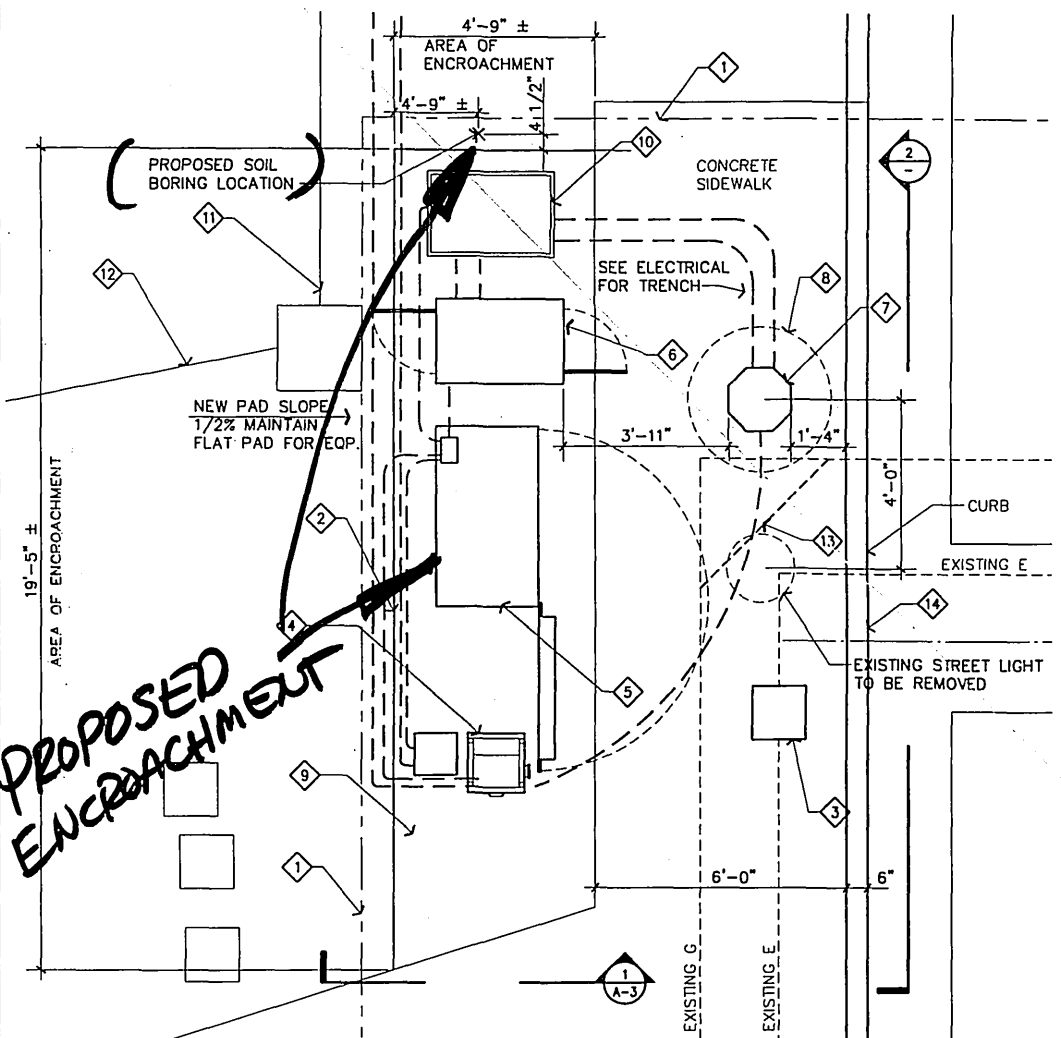 4'-9" ±
AREA OF
ENCROACHMENT
1
4'-9" ±
4 1/2"
10
2
-
PROPOSED SOIL
BORING LOCATION
CONCRETE
SIDEWALK
11
12
SEE ELECTRICAL
FOR TRENCH
8
7
6
NEW PAD SLOPE
1/2% MAINTAIN
FLAT PAD FOR EQP.
3'-11"
1'-4"
4'-0"
19'-5" ±
AREA OF ENCROACHMENT
CURB
2
13
EXISTING E
14
4
EXISTING STREET LIGHT
TO BE REMOVED
5
PROPOSED
ENCROACHMENT
9
3
1
6'-0"
6"
EXISTING G
EXISTING E
1
A-3